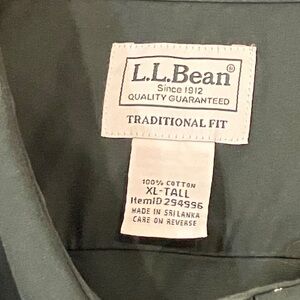 L.L.Bean®
Since 1912
QUALITY GUARANTEED
TRADITIONAL FIT
100% COTTON
XL-TALL
ItemID 294996
MADE IN SRI LANKA
CARE ON REVERSE